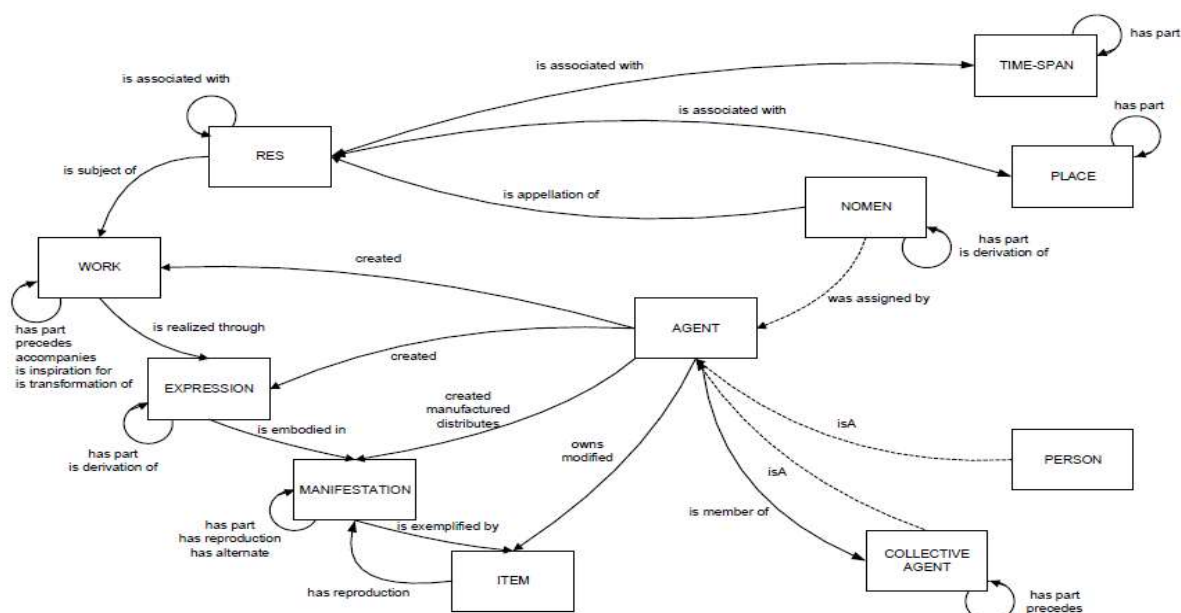 has part
TIME-SPAN
is associated with
is associated with
is associated with
has part
RES
PLACE
is subject of
is appellation of
NOMEN
has part
is derivation of
WORK
created
was assigned by
has part
precedes
accompanies
is inspiration for
is transformation of
is realized through
AGENT
created
EXPRESSION
created
manufactured
distributes
has part
is derivation of
is embodied in
owns
modified
isA
PERSON
isA
MANIFESTATION
has part
has reproduction
has alternate
is exemplified by
is member of
COLLECTIVE
AGENT
has reproduction
ITEM
has part
precedes